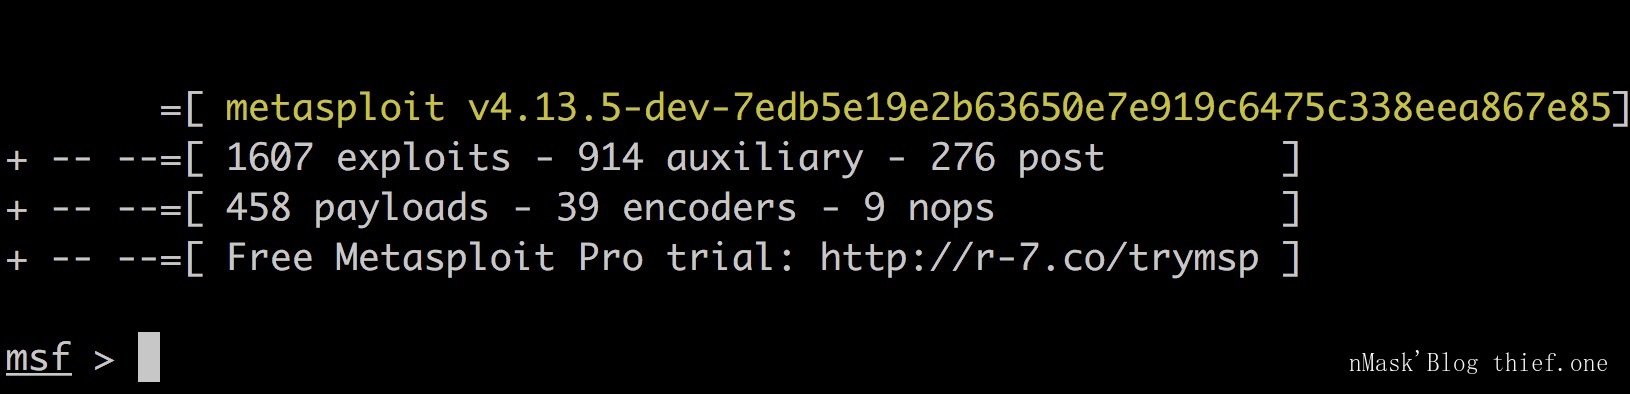 =[ metasploit v4.13.5-dev-7edb5e19e2b63650e7e919c6475c338eea867e85]
+ -- --=[ 1607 exploits - 914 auxiliary - 276 post        ]
+ -- --=[ 458 payloads - 39 encoders - 9 nops             ]
+ -- --=[ Free Metasploit Pro trial: http://r-7.co/trymsp ]
msf >
nMask'Blog thief.one